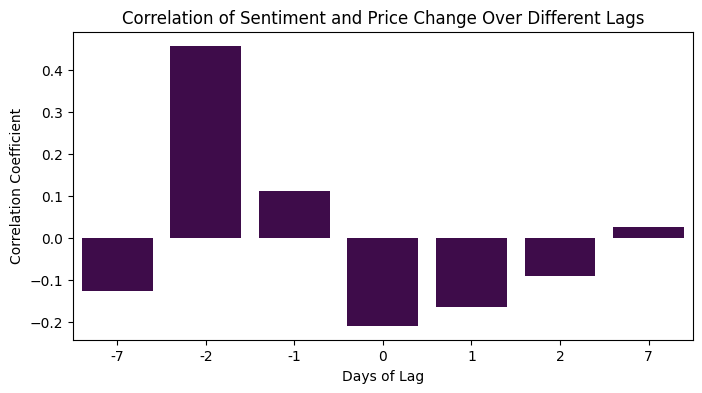 Correlation of Sentiment and Price Change Over Different Lags
Correlation Coefficient
0.4
0.3
0.2
0.1
0.0
−0.1
−0.2
-7 -2 -1 0 1 2 7
Days of Lag